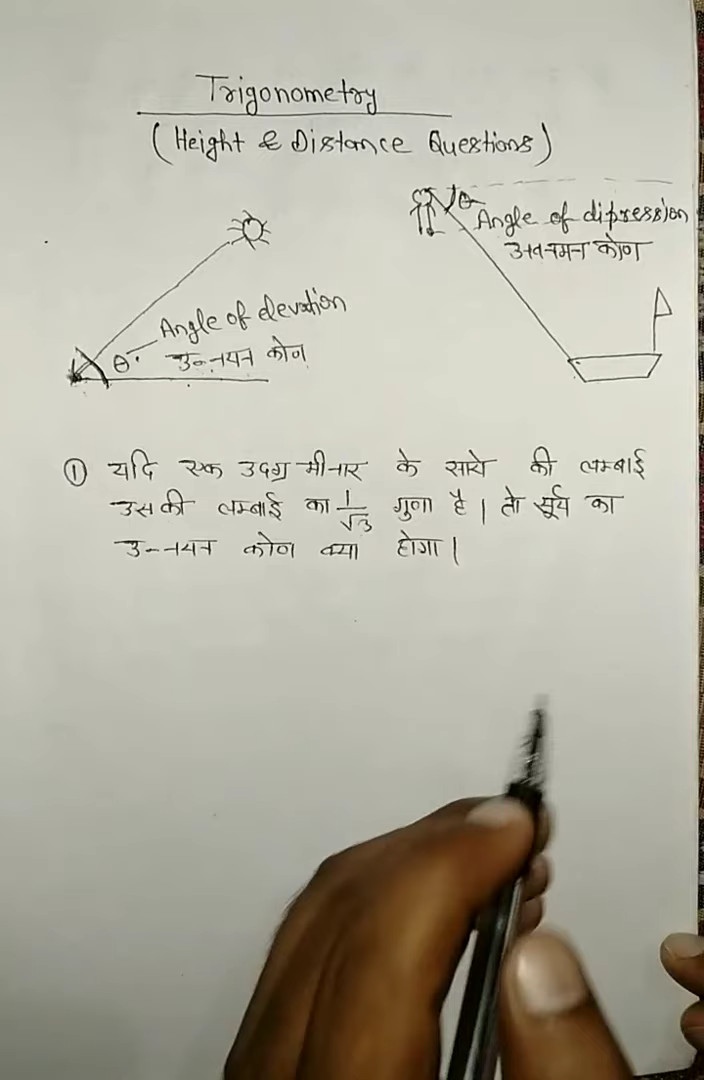 Trigonometry
(Height & Distance Questions)
θ
Angle of dipression
अवनमन कोण
Angle of elevation
θ
उन्नयन कोण
① यदि एक उदग्र मीनार के साये की लम्बाई
उसकी लम्बाई का 1/√3 गुणा है। तो सूर्य का
उन्नयन कोण क्या होगा।